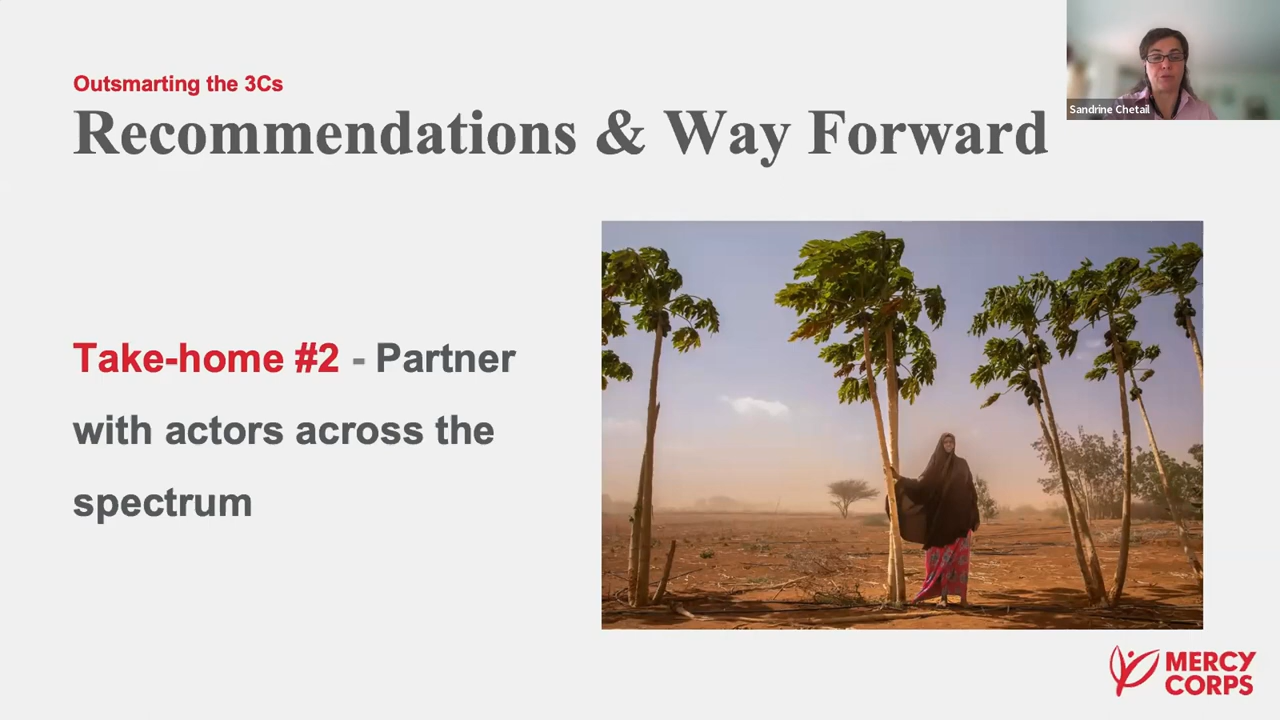 Outsmarting the 3Cs
Recommendations & Way Forward
Sandrine Chetail
Take-home #2 - Partner
with actors across the
spectrum
MERCY
CORPS